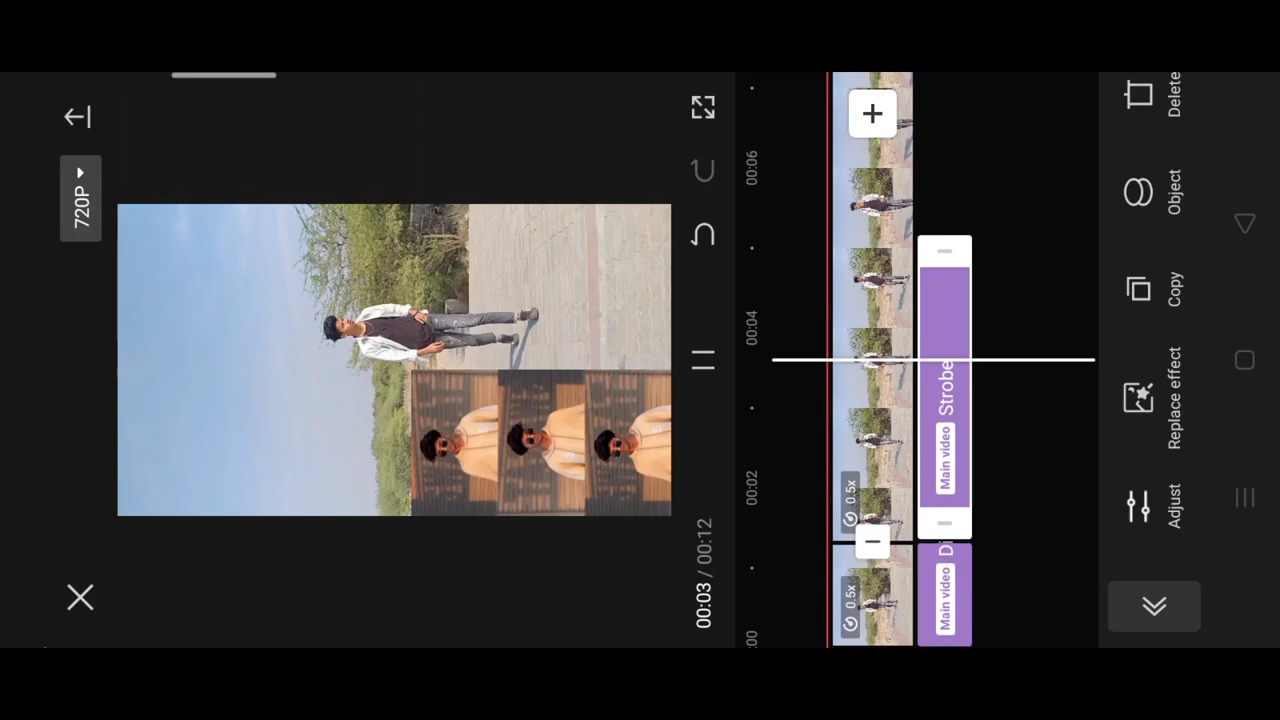 720P
00:03 / 00:12
:00
00:02
00:04
00:06
0.5x
0.5x
Main video Di
Main video Strobe
Adjust
Replace effect
Copy
Object
Delete